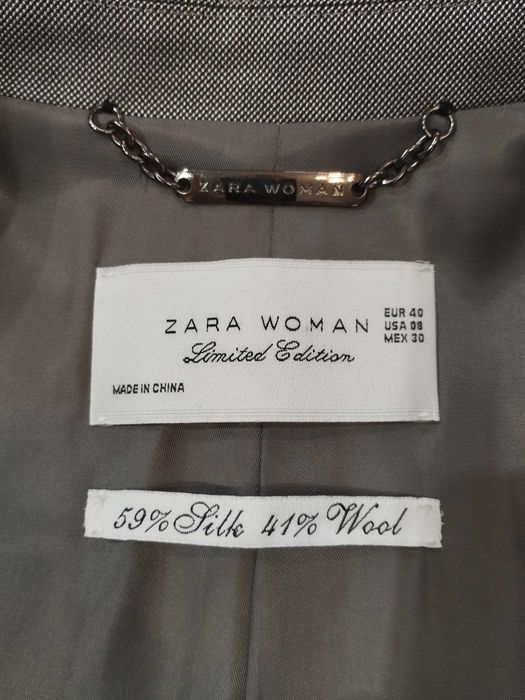 ZARA WOMAN
ZARA WOMAN
Limited Edition
EUR 40
USA 08
MEX 30
MADE IN CHINA
59% Silk 41% Wool